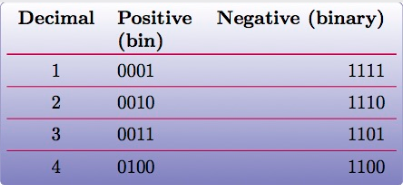 Decimal Positive Negative (binary)
(bin)
1 0001 1111
2 0010 1110
3 0011 1101
4 0100 1100